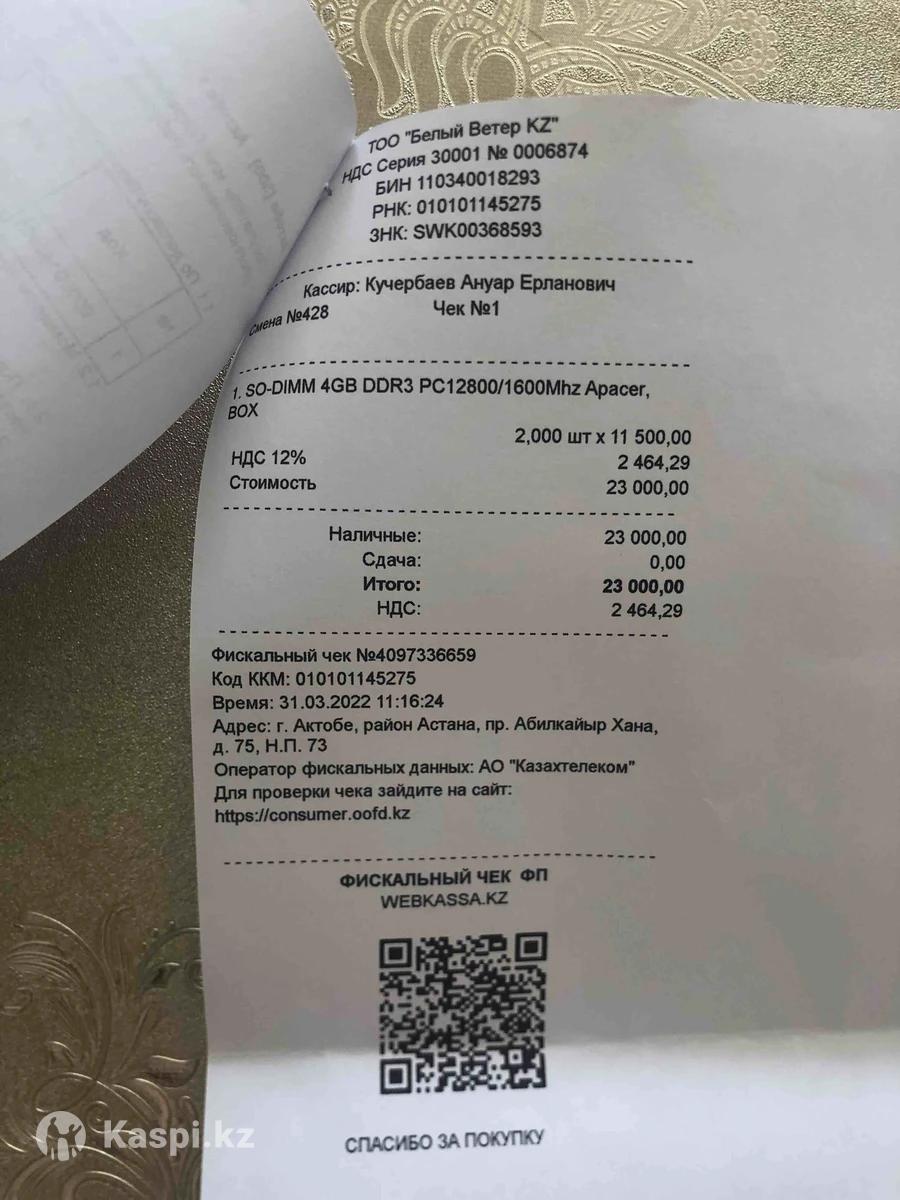 ТОО "Белый Ветер KZ"
НДС Серия 30001 № 0006874
БИН 110340018293
РНК: 010101145275
ЗНК: SWK00368593
Кассир: Кучербаев Ануар Ерланович
Смена №428 Чек №1
1. SO-DIMM 4GB DDR3 PC12800/1600Mhz Apacer,
BOX
2,000 шт x 11 500,00
НДС 12% 2 464,29
Стоимость 23 000,00
Наличные: 23 000,00
Сдача: 0,00
Итого: 23 000,00
НДС: 2 464,29
Фискальный чек №4097336659
Код ККМ: 010101145275
Время: 31.03.2022 11:16:24
Адрес: г. Актобе, район Астана, пр. Абилкайыр Хана,
д. 75, Н.П. 73
Оператор фискальных данных: АО "Казахтелеком"
Для проверки чека зайдите на сайт:
https://consumer.oofd.kz
ФИСКАЛЬНЫЙ ЧЕК ФП
WEBKASSA.KZ
СПАСИБО ЗА ПОКУПКУ
Kaspi.kz